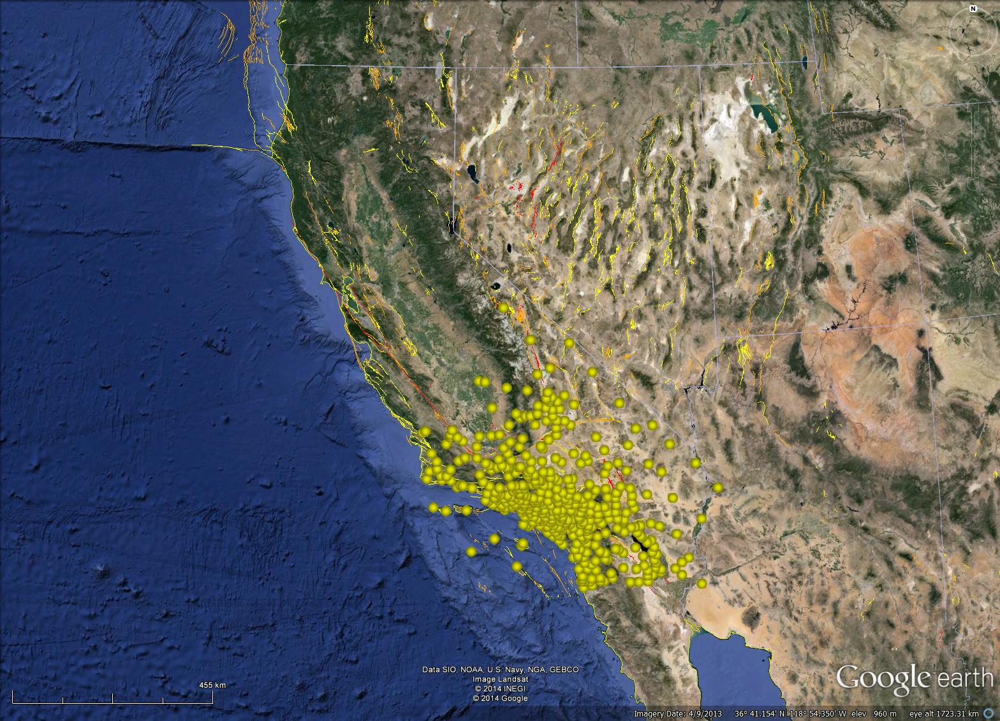 N
455 km
Data SIO, NOAA, U.S. Navy, NGA, GEBCO
Image Landsat
© 2014 INEGI
© 2014 Google
Google earth
Imagery Date: 4/9/2013 36° 41.154' N 118° 54.350' W elev 960 m eye alt 1723.31 km